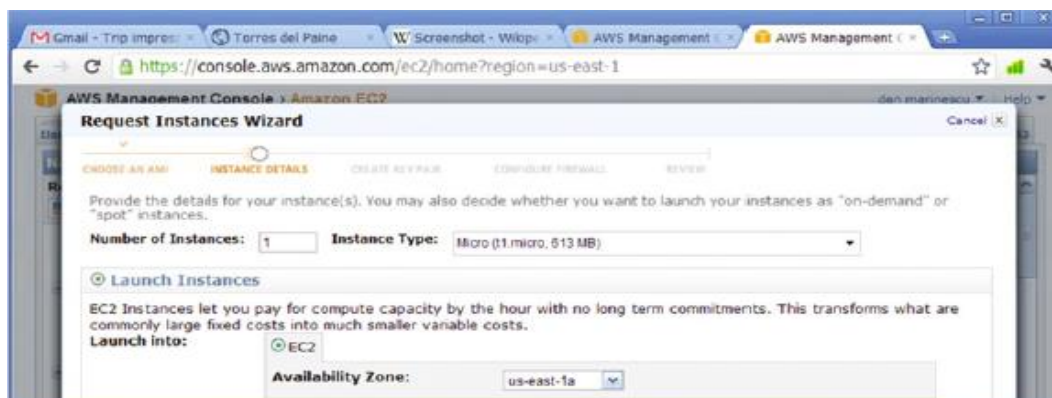 Gmail - Trip impres
Torres del Paine
Screenshot - Wikipe
AWS Management C
AWS Management C
https://console.aws.amazon.com/ec2/home?region=us-east-1
AWS Management Console › Amazon EC2
dan marinescu
Help
Request Instances Wizard
Cancel
CHOOSE AN AMI
INSTANCE DETAILS
CREATE KEY PAIR
CONFIGURE FIREWALL
REVIEW
Provide the details for your instance(s). You may also decide whether you want to launch your instances as "on-demand" or
"spot" instances.
Number of Instances: 1 Instance Type: Micro (t1.micro, 613 MB)
Launch Instances
EC2 Instances let you pay for compute capacity by the hour with no long term commitments. This transforms what are
commonly large fixed costs into much smaller variable costs.
Launch into:
EC2
Availability Zone: us-east-1a